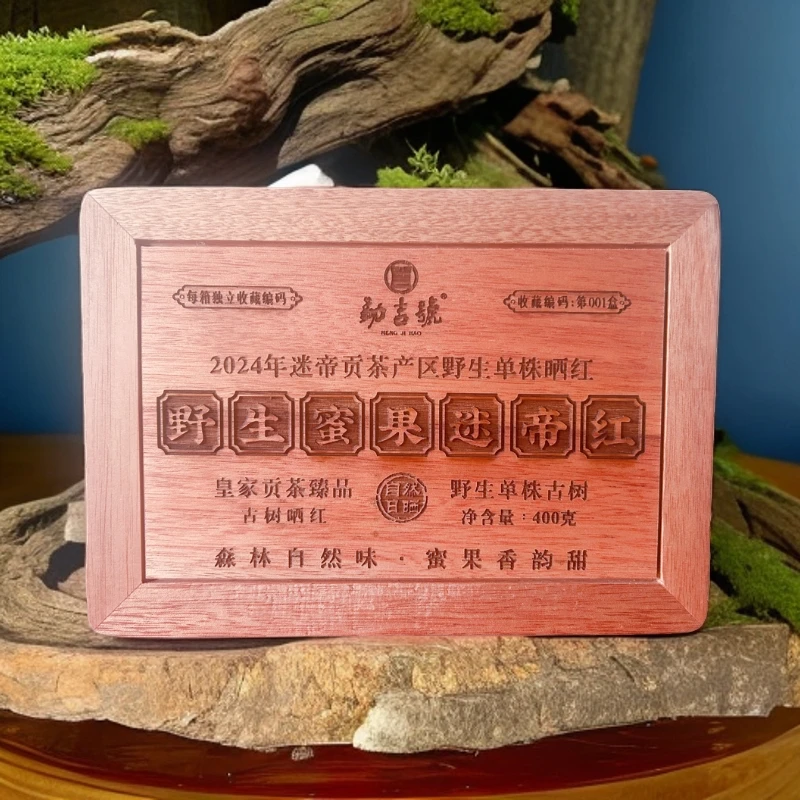 每箱独立收藏编码
勐吉號®
MENG JI HAO
收藏编码:第001盒
2024年迷帝贡茶产区野生单株晒红
野生蜜果迷帝红
皇家贡茶臻品
古树晒红
自然日晒
野生单株古树
净含量:400克
森林自然味·蜜果香韵甜